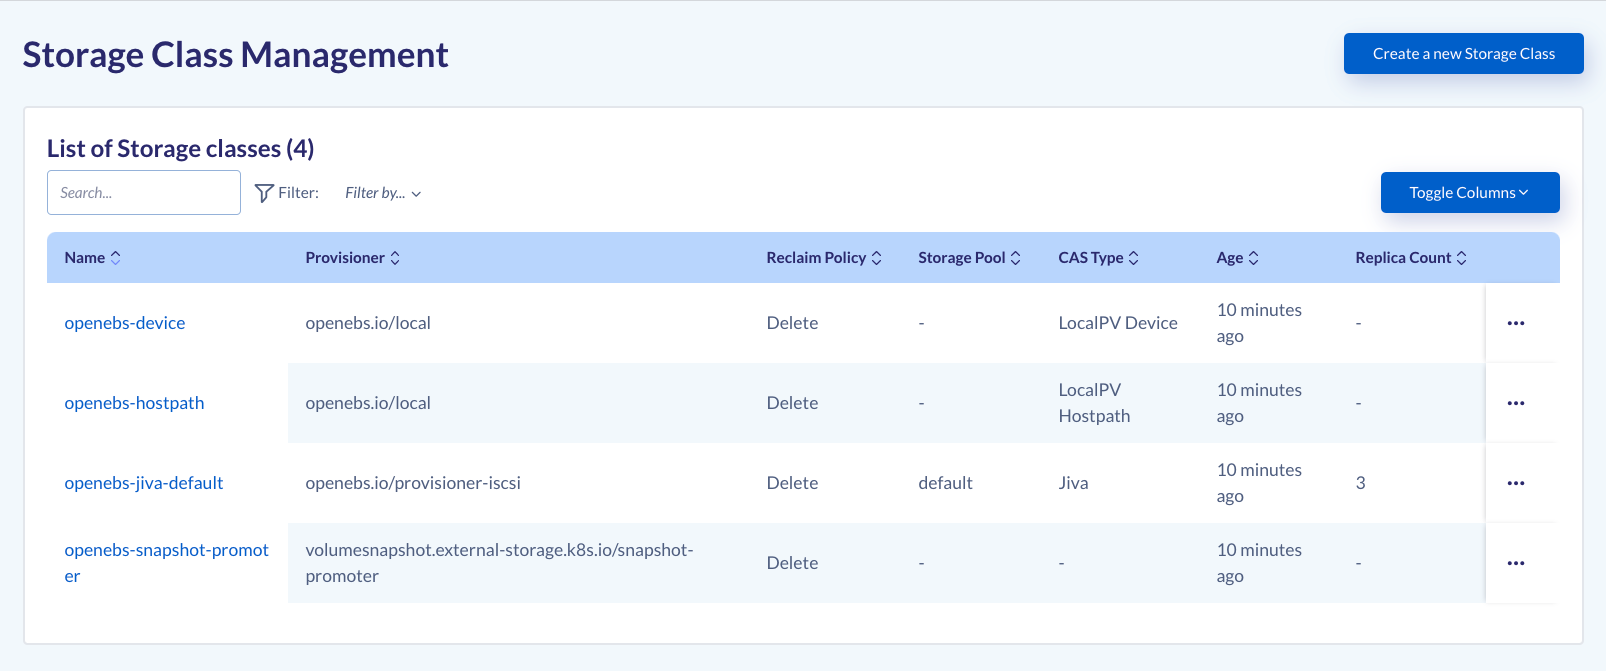 Storage Class Management
Create a new Storage Class
List of Storage classes (4)
Search...
Filter:
Filter by...
Toggle Columns
Name Provisioner Reclaim Policy Storage Pool CAS Type Age Replica Count
openebs-device openebs.io/local Delete - LocalPV Device 10 minutes ago - •••
openebs-hostpath openebs.io/local Delete - LocalPV Hostpath 10 minutes ago - •••
openebs-jiva-default openebs.io/provisioner-iscsi Delete default Jiva 10 minutes ago 3 •••
openebs-snapshot-promoter volumesnapshot.external-storage.k8s.io/snapshot-promoter Delete - - 10 minutes ago - •••